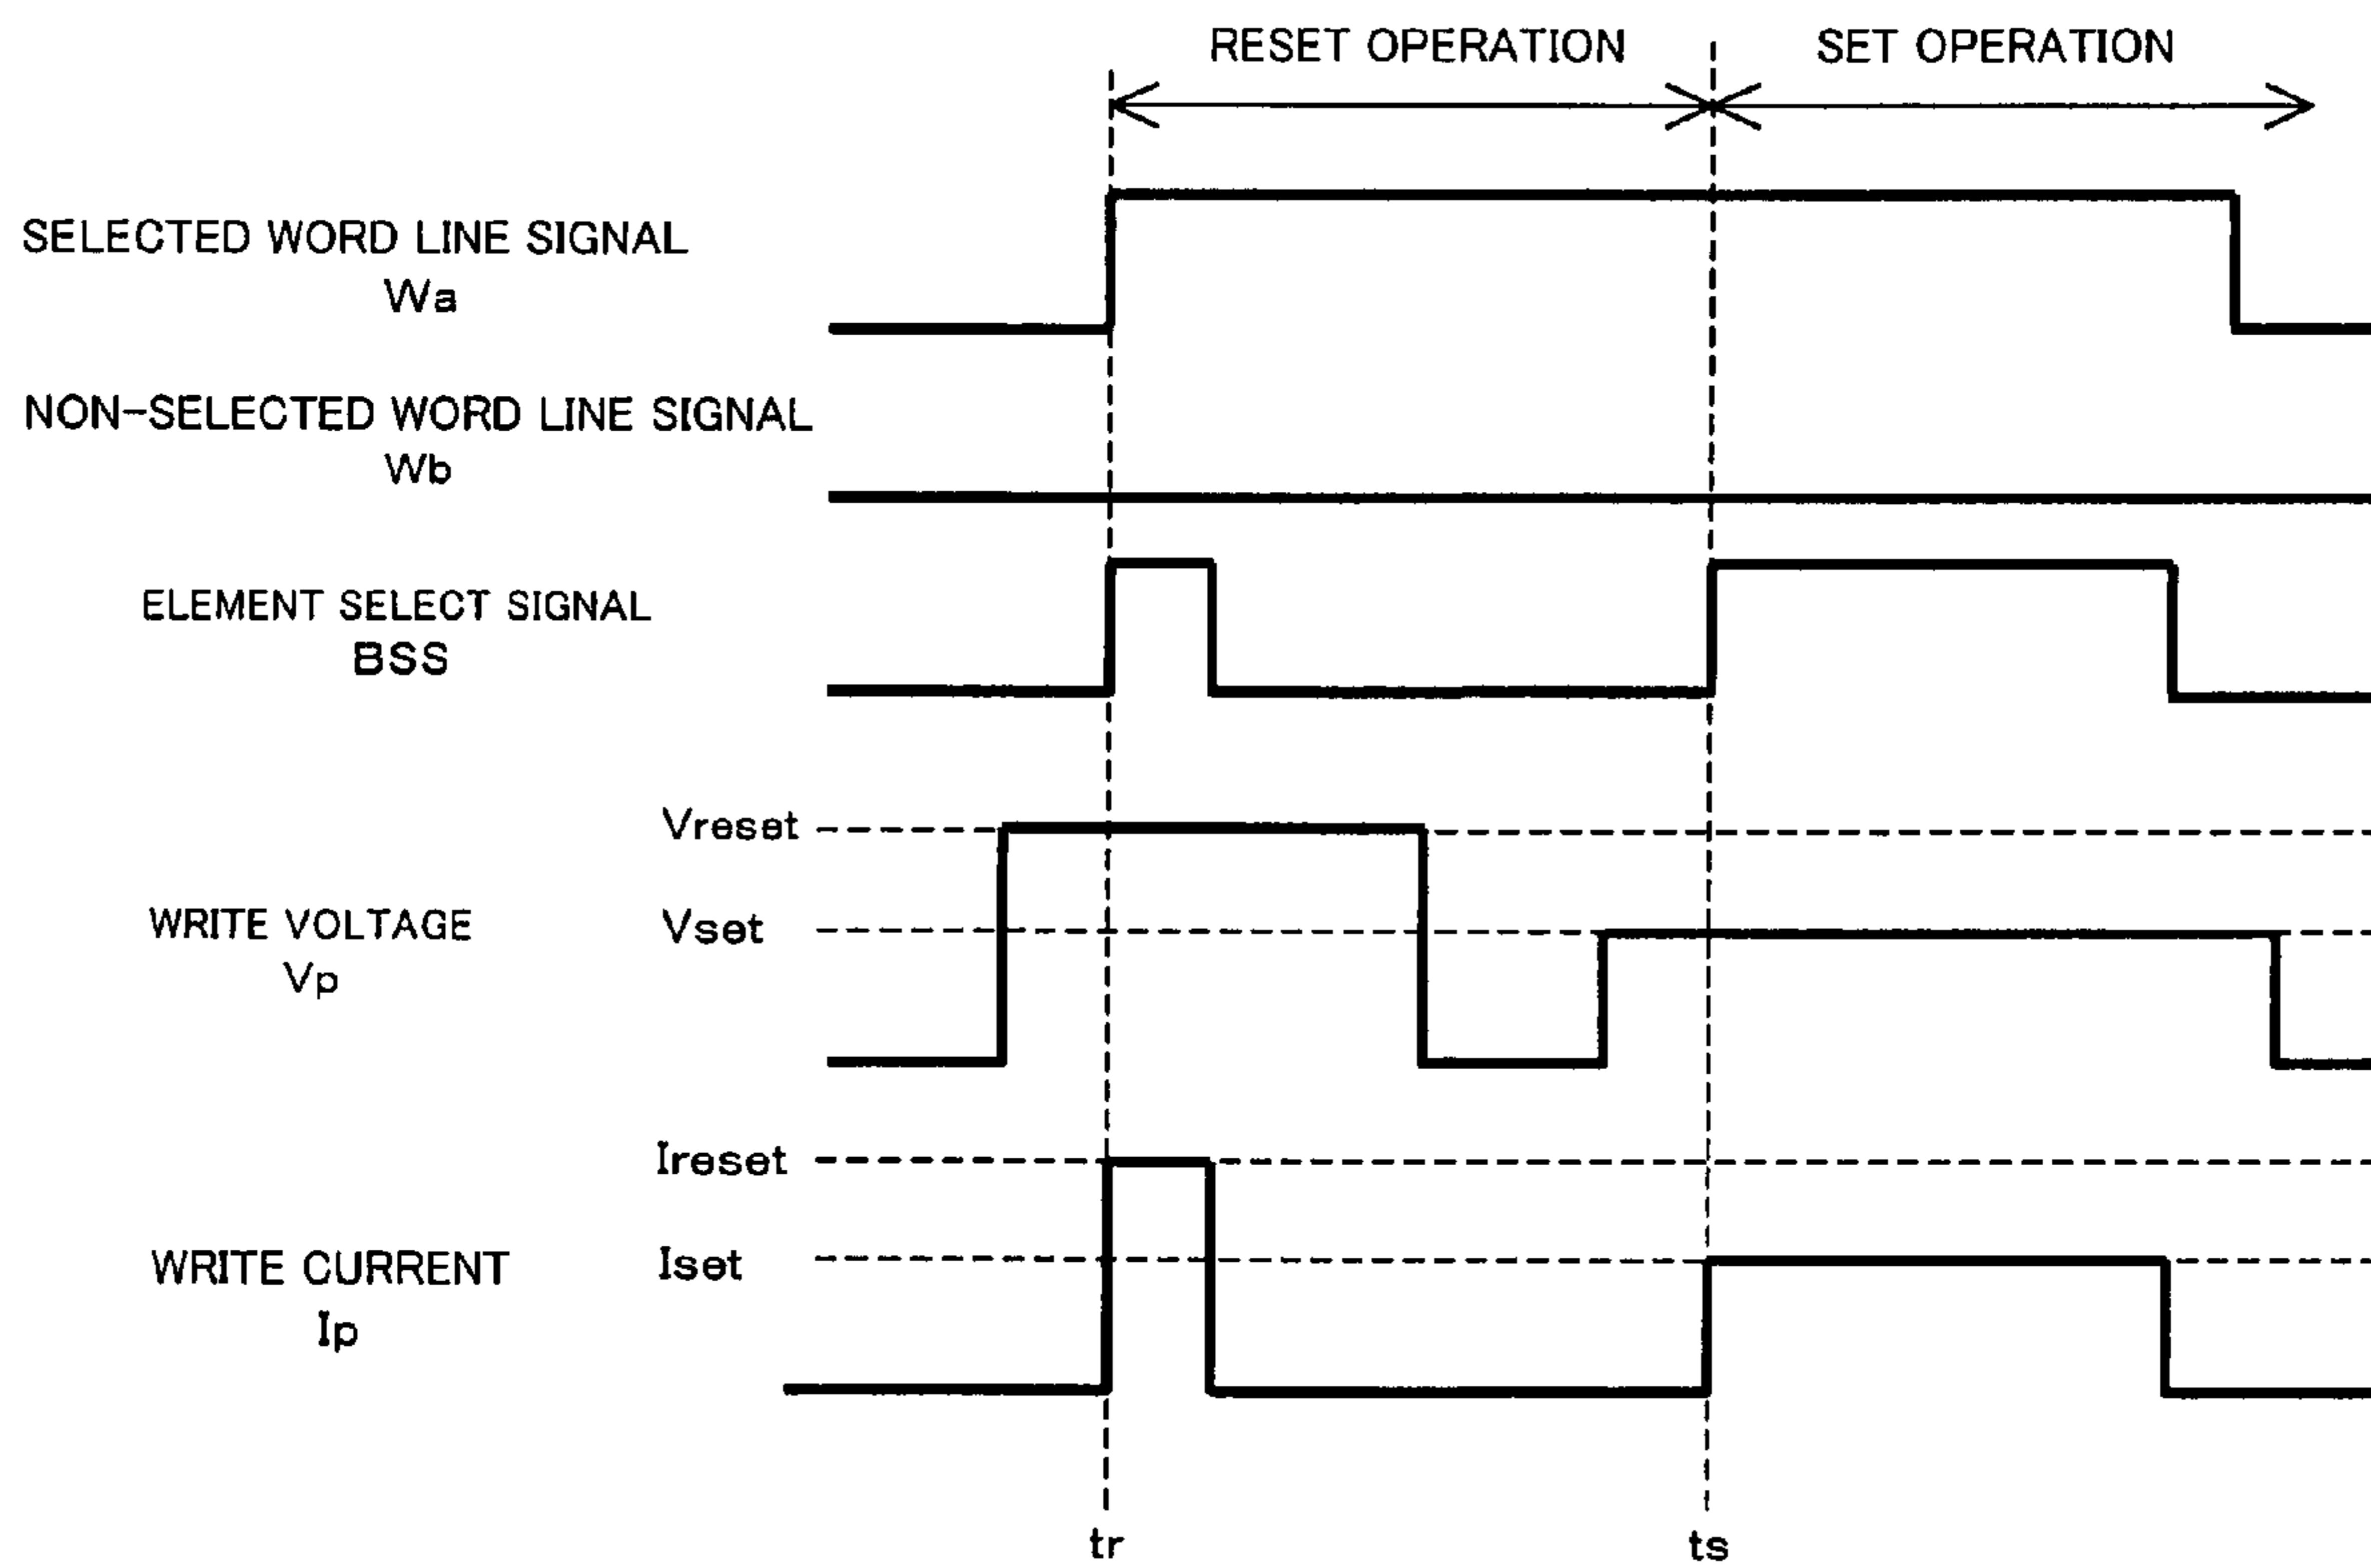 RESET OPERATION
SET OPERATION
SELECTED WORD LINE SIGNAL
Wa
NON-SELECTED WORD LINE SIGNAL
Wb
ELEMENT SELECT SIGNAL
BSS
Vreset
WRITE VOLTAGE
Vp
Vset
Ireset
WRITE CURRENT
Ip
Iset
tr
ts